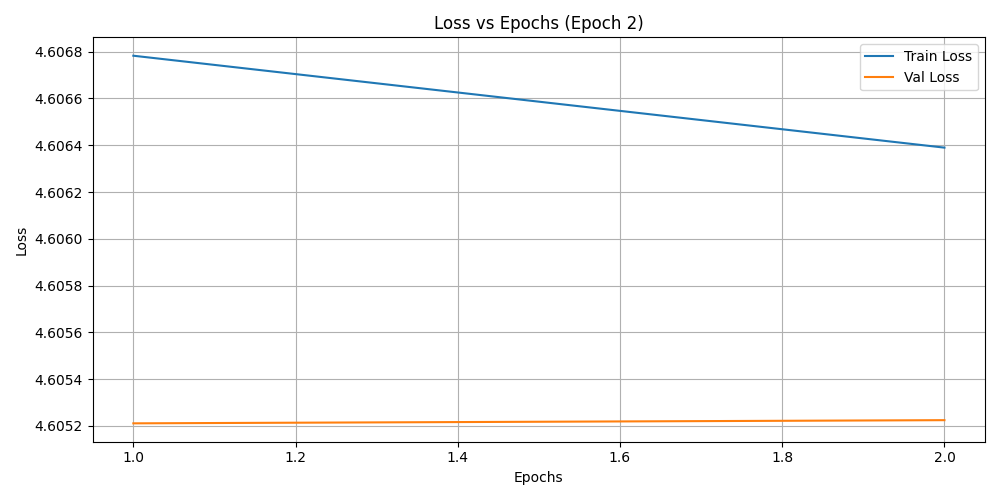 Loss vs Epochs (Epoch 2)
Train Loss
Val Loss
4.6068
4.6066
4.6064
4.6062
4.6060
4.6058
4.6056
4.6054
4.6052
Loss
1.0 1.2 1.4 1.6 1.8 2.0
Epochs